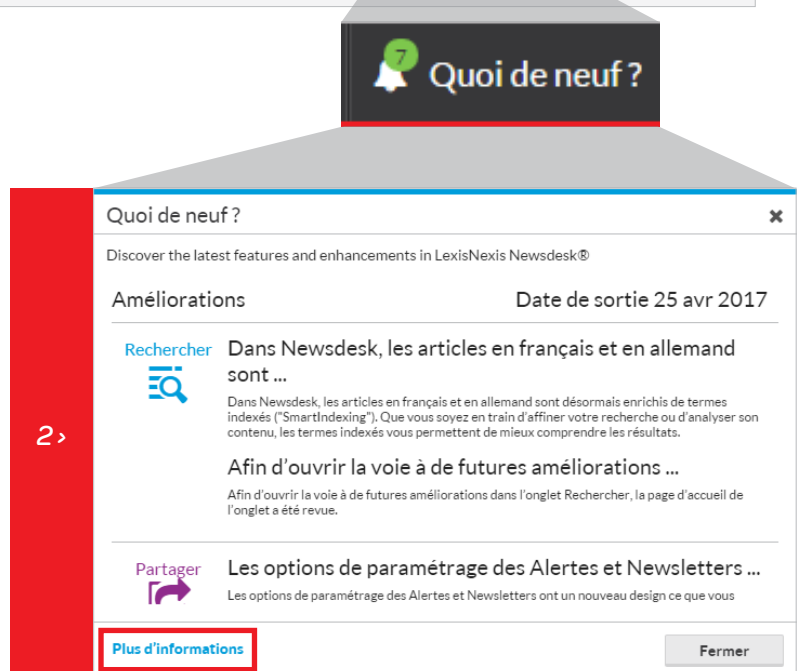 7
Quoi de neuf ?
2 >
Quoi de neuf ?
Discover the latest features and enhancements in LexisNexis Newsdesk®
Améliorations Date de sortie 25 avr 2017
Rechercher
Dans Newsdesk, les articles en français et en allemand
sont ...
Dans Newsdesk, les articles en français et en allemand sont désormais enrichis de termes
indexés ("SmartIndexing"). Que vous soyez en train d'affiner votre recherche ou d'analyser son
contenu, les termes indexés vous permettent de mieux comprendre les résultats.
Afin d'ouvrir la voie à de futures améliorations ...
Afin d'ouvrir la voie à de futures améliorations dans l'onglet Rechercher, la page d'accueil de
l'onglet a été revue.
Partager
Les options de paramétrage des Alertes et Newsletters ...
Les options de paramétrage des Alertes et Newsletters ont un nouveau design ce que vous
Plus d'informations
Fermer